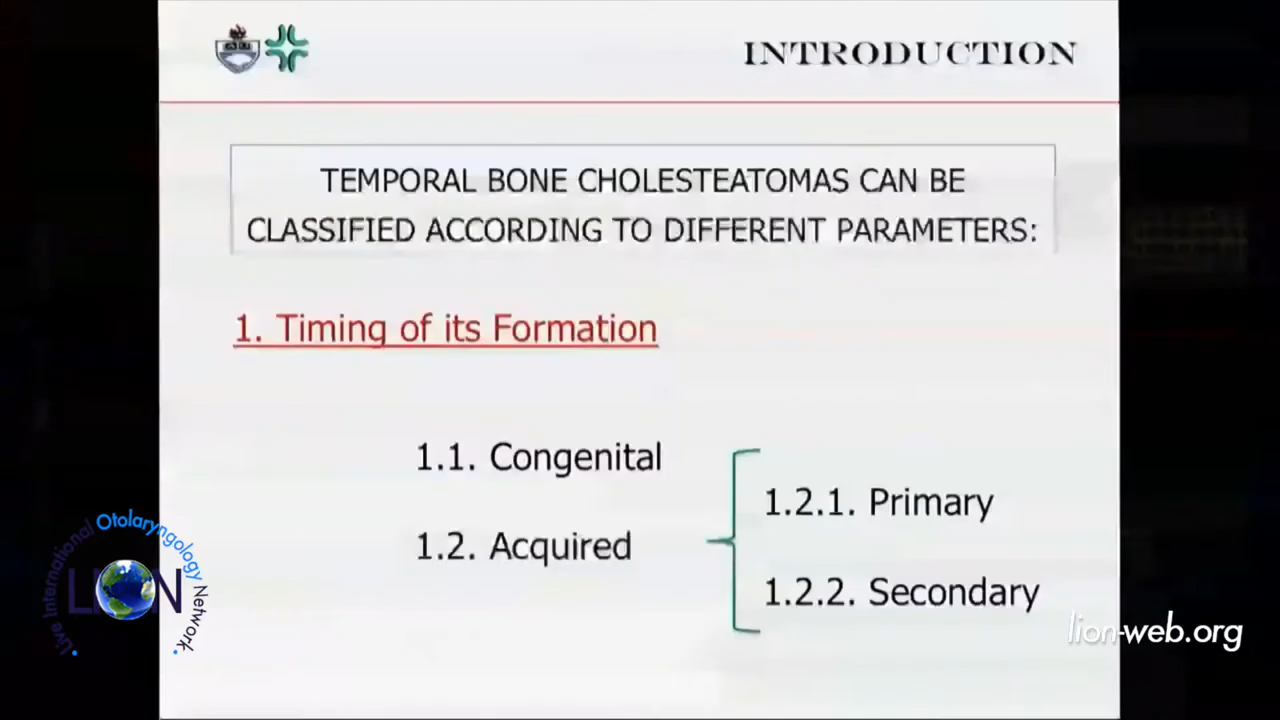 INTRODUCTION
TEMPORAL BONE CHOLESTEATOMAS CAN BE
CLASSIFIED ACCORDING TO DIFFERENT PARAMETERS:
1. Timing of its Formation
1.1. Congenital
1.2. Acquired
1.2.1. Primary
1.2.2. Secondary
Live International Otolaryngology Network
LION
lion-web.org